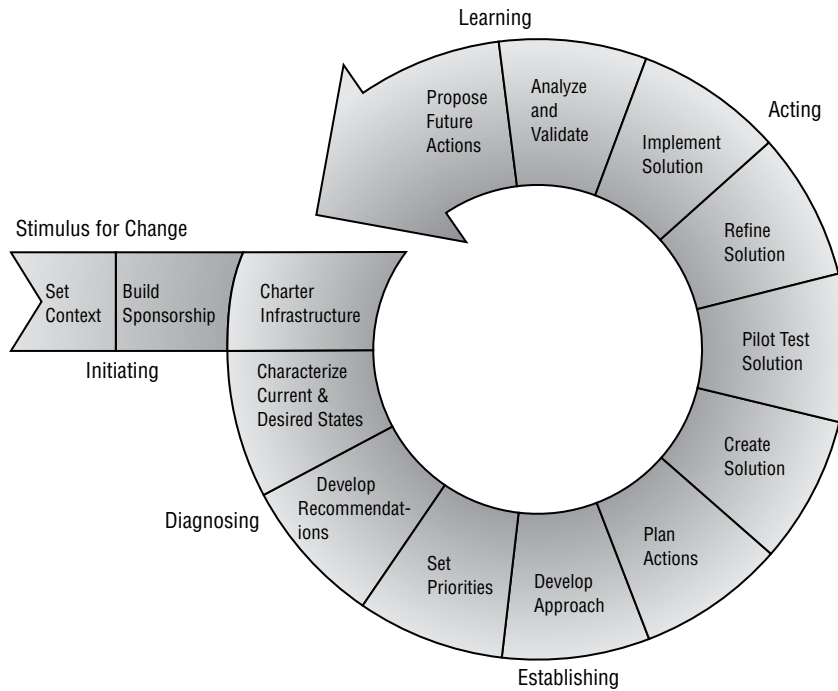 Learning
Propose
Future
Actions
Analyze
and
Validate
Acting
Implement
Solution
Refine
Solution
Stimulus for Change
Set
Context
Build
Sponsorship
Charter
Infrastructure
Initiating
Pilot Test
Solution
Characterize
Current &
Desired States
Create
Solution
Diagnosing
Develop
Recommendat-
ions
Plan
Actions
Set
Priorities
Develop
Approach
Establishing